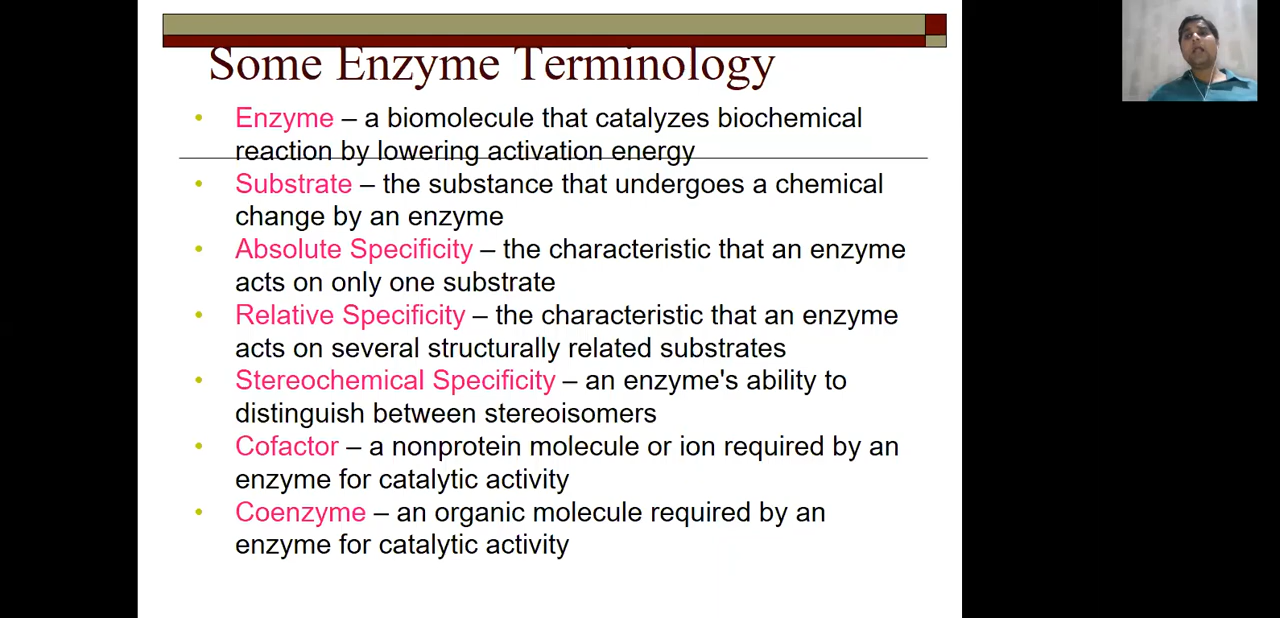 Some Enzyme Terminology
• Enzyme – a biomolecule that catalyzes biochemical
reaction by lowering activation energy
• Substrate – the substance that undergoes a chemical
change by an enzyme
• Absolute Specificity – the characteristic that an enzyme
acts on only one substrate
• Relative Specificity – the characteristic that an enzyme
acts on several structurally related substrates
• Stereochemical Specificity – an enzyme's ability to
distinguish between stereoisomers
• Cofactor – a nonprotein molecule or ion required by an
enzyme for catalytic activity
• Coenzyme – an organic molecule required by an
enzyme for catalytic activity